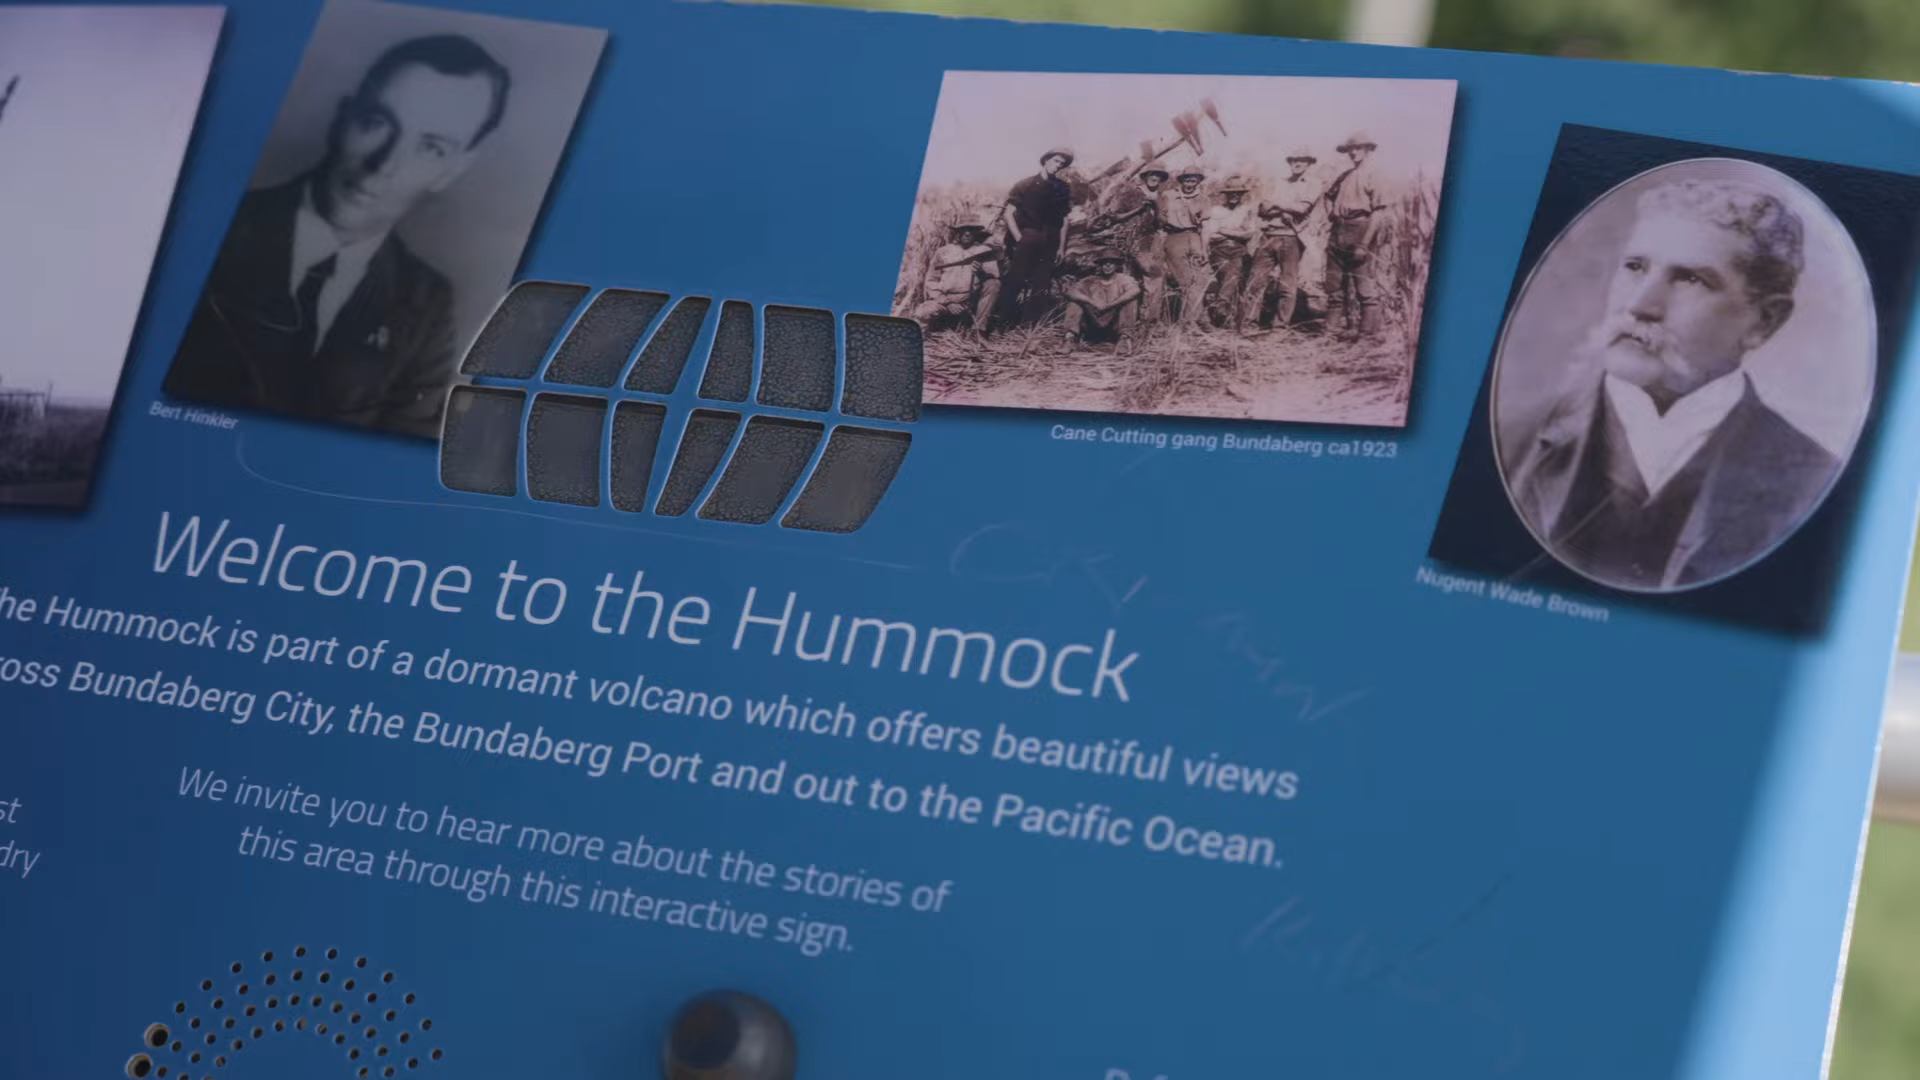 Bert Hinkler
Cane Cutting gang Bundaberg ca1923
Nugent Wade Brown
Welcome to the Hummock
he Hummock is part of a dormant volcano which offers beautiful views
oss Bundaberg City, the Bundaberg Port and out to the Pacific Ocean.
We invite you to hear more about the stories of
this area through this interactive sign.
st
dry